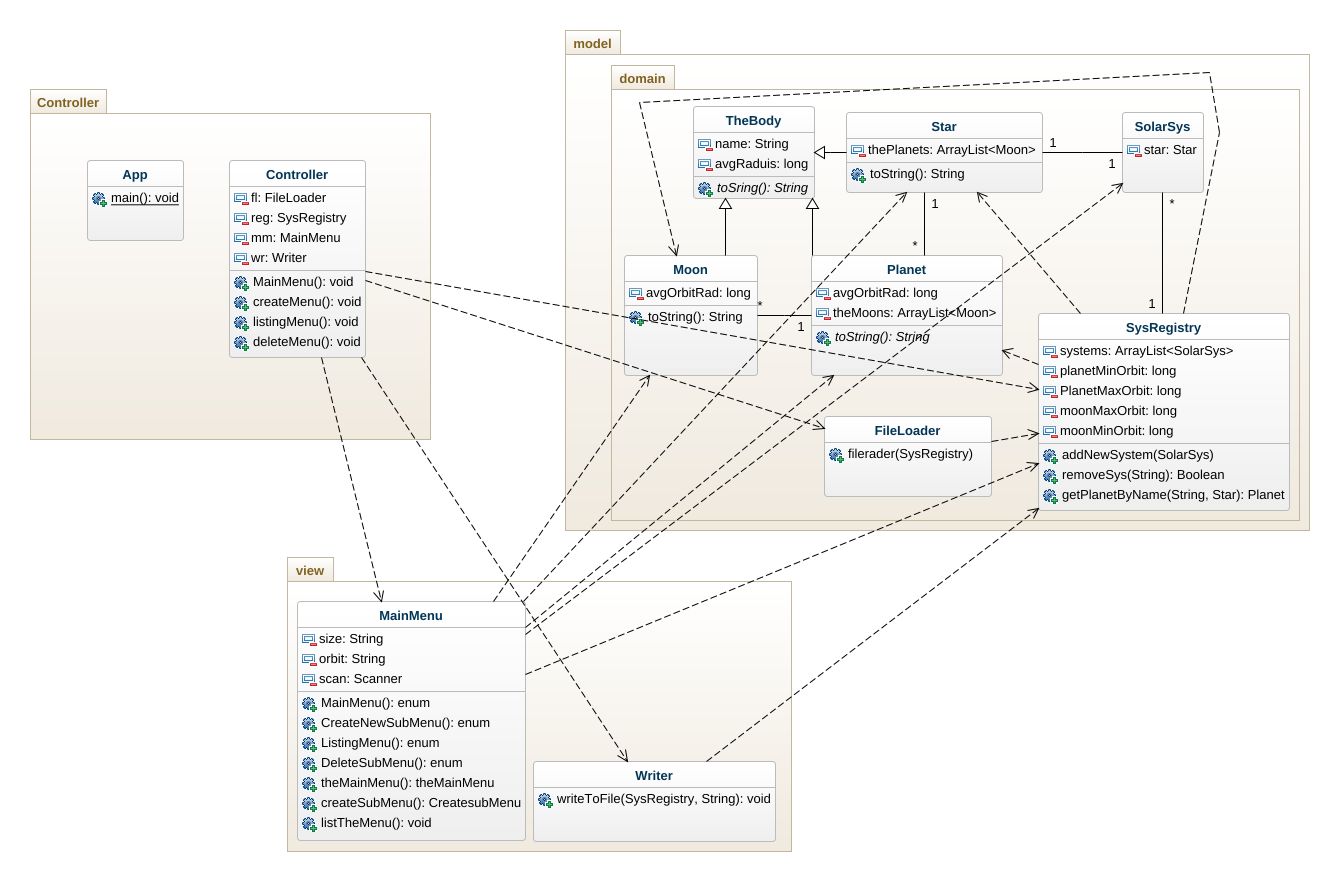 model
domain
Controller
TheBody
name: String
avgRaduis: long
toSring(): String
Star
thePlanets: ArrayList<Moon>
toString(): String
1
1
SolarSys
star: Star
App
main(): void
Controller
fl: FileLoader
reg: SysRegistry
mm: MainMenu
wr: Writer
MainMenu(): void
createMenu(): void
listingMenu(): void
deleteMenu(): void
1
*
*
1
Moon
avgOrbitRad: long
toString(): String
*
1
Planet
avgOrbitRad: long
theMoons: ArrayList<Moon>
toString(): String
SysRegistry
systems: ArrayList<SolarSys>
planetMinOrbit: long
PlanetMaxOrbit: long
moonMaxOrbit: long
moonMinOrbit: long
addNewSystem(SolarSys)
removeSys(String): Boolean
getPlanetByName(String, Star): Planet
FileLoader
filerader(SysRegistry)
view
MainMenu
size: String
orbit: String
scan: Scanner
MainMenu(): enum
CreateNewSubMenu(): enum
ListingMenu(): enum
DeleteSubMenu(): enum
theMainMenu(): theMainMenu
createSubMenu(): CreatesubMenu
listTheMenu(): void
Writer
writeToFile(SysRegistry, String): void